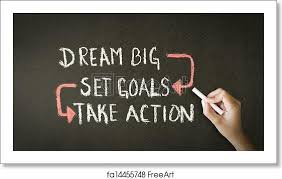 DREAM BIG
SET GOALS
TAKE ACTION
fa14455748 FreeArt